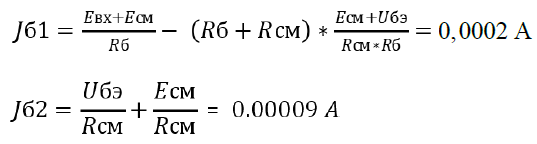 Jб1 = (Eвх+Eсм)/Rб − (Rб + Rсм) * (Eсм+Uбэ)/(Rсм*Rб) = 0,0002 А
Jб2 = Uбэ/Rсм + Eсм/Rсм = 0.00009 А